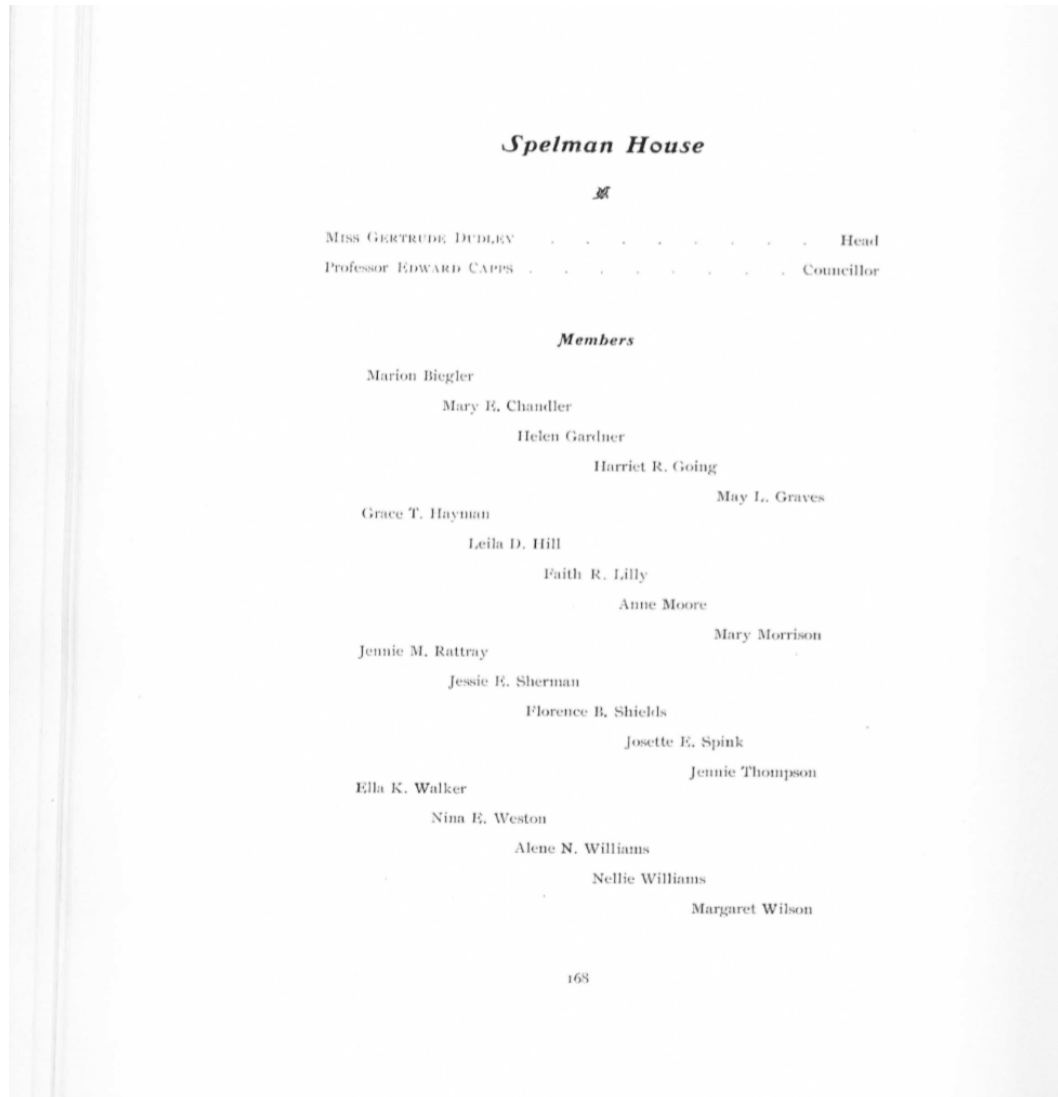 Spelman House
Miss Gertrude Dudley . . . . . . . . Head
Professor Edward Capps . . . . . . . . Councillor
Members
Marion Biegler
Mary E. Chandler
Helen Gardner
Harriet R. Going
May L. Graves
Grace T. Hayman
Leila D. Hill
Faith R. Lilly
Anne Moore
Mary Morrison
Jennie M. Rattray
Jessie E. Sherman
Florence B. Shields
Josette E. Spink
Jennie Thompson
Ella K. Walker
Nina E. Weston
Alene N. Williams
Nellie Williams
Margaret Wilson
168